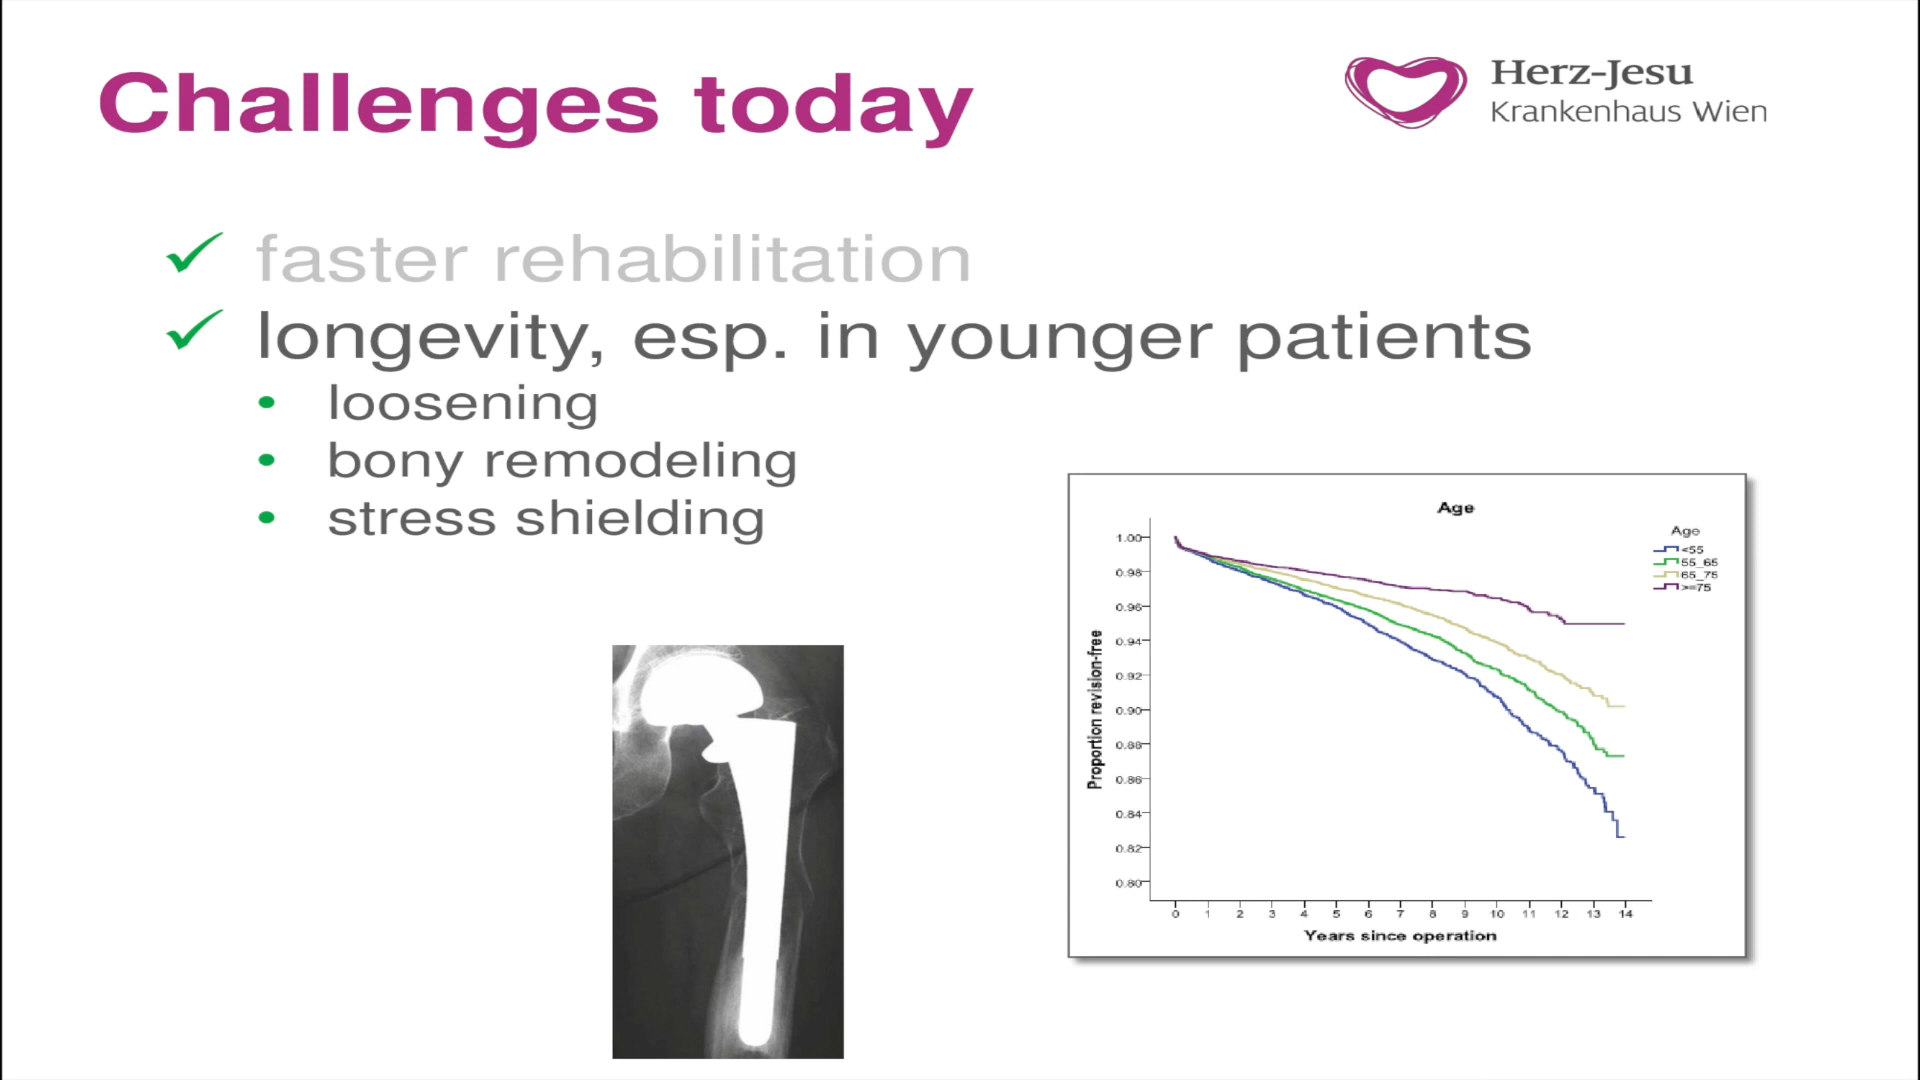 Challenges today
Herz-Jesu
Krankenhaus Wien
faster rehabilitation
longevity, esp. in younger patients
• loosening
• bony remodeling
• stress shielding
Age
Age
<55
55_65
65_75
>=75
1.00
0.98
0.96
0.94
0.92
0.90
0.88
0.86
0.84
0.82
0.80
Proportion revision-free
0 1 2 3 4 5 6 7 8 9 10 11 12 13 14
Years since operation